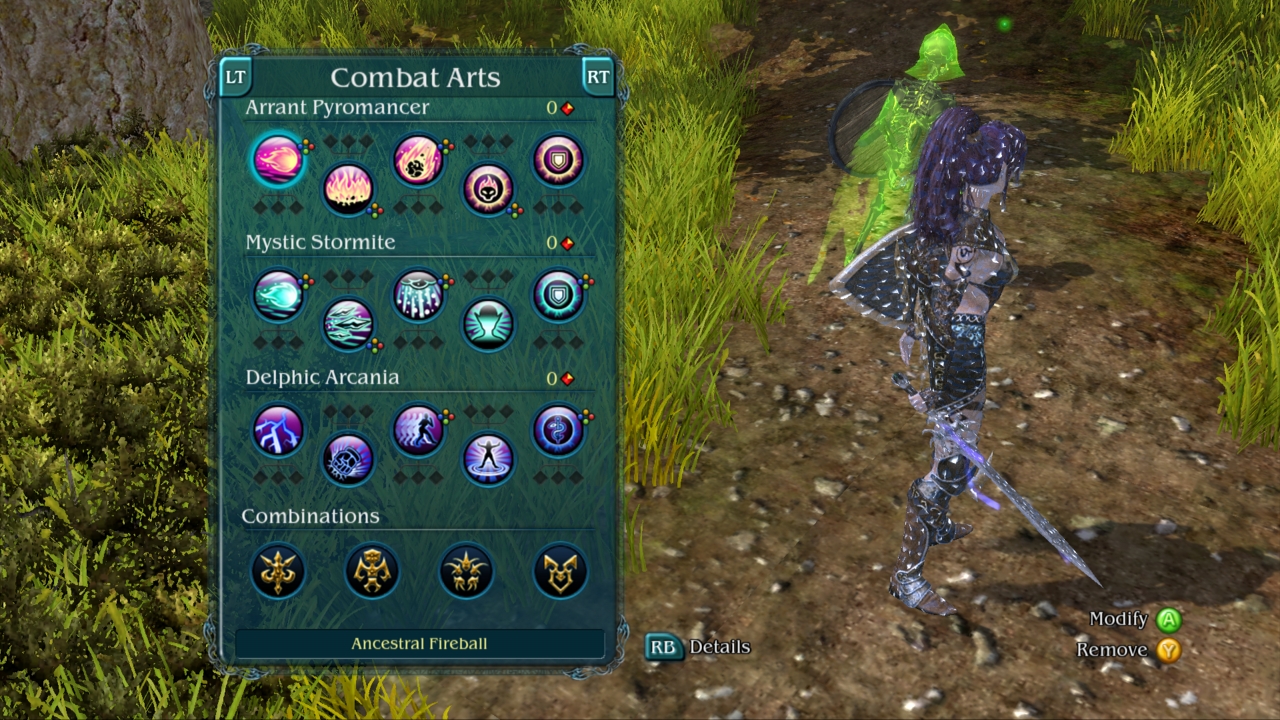 LT
Combat Arts
RT
Arrant Pyromancer
0
Mystic Stormite
0
Delphic Arcania
0
Combinations
Ancestral Fireball
RB Details
Modify A
Remove Y